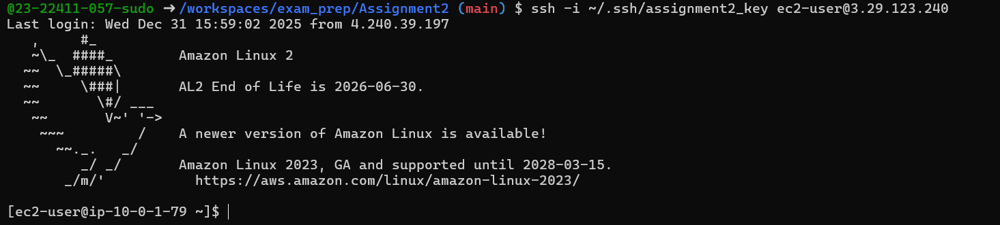 @23-22411-057-sudo ➜ /workspaces/exam_prep/Assignment2 (main) $ ssh -i ~/.ssh/assignment2_key ec2-user@3.29.123.240
Last login: Wed Dec 31 15:59:02 2025 from 4.240.39.197
   ,     #_
   ~\_  ####_        Amazon Linux 2
  ~~  \_#####\
  ~~     \###|       AL2 End of Life is 2026-06-30.
  ~~       \#/ ___
   ~~       V~' '->
    ~~~         /    A newer version of Amazon Linux is available!
      ~~._.   _/
         _/ _/       Amazon Linux 2023, GA and supported until 2028-03-15.
       _/m/'           https://aws.amazon.com/linux/amazon-linux-2023/
[ec2-user@ip-10-0-1-79 ~]$